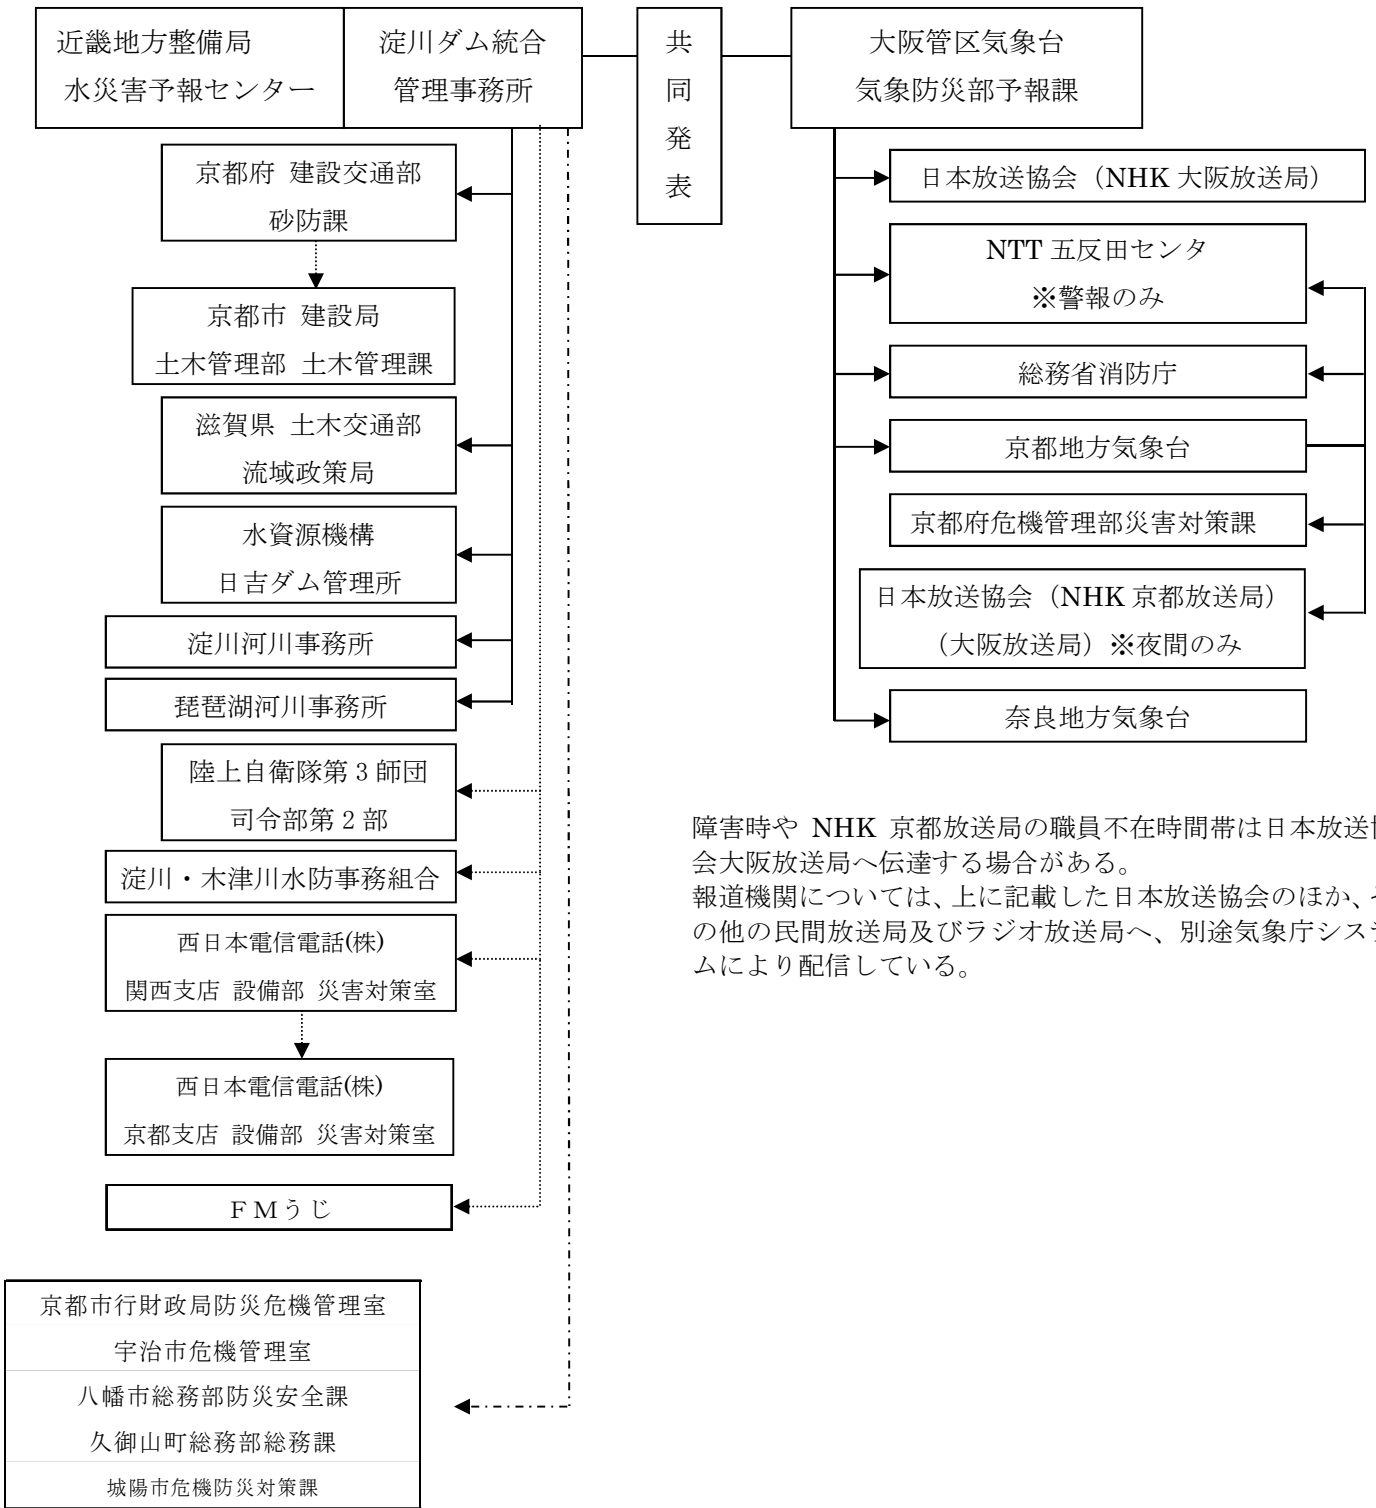 近畿地方整備局
水災害予報センター
淀川ダム統合
管理事務所
共
同
発
表
大阪管区気象台
気象防災部予報課
京都府 建設交通部
砂防課
京都市 建設局
土木管理部 土木管理課
滋賀県 土木交通部
流域政策局
水資源機構
日吉ダム管理所
淀川河川事務所
琵琶湖河川事務所
陸上自衛隊第3師団
司令部第2部
淀川・木津川水防事務組合
西日本電信電話(株)
関西支店 設備部 災害対策室
西日本電信電話(株)
京都支店 設備部 災害対策室
FMうじ
京都市行財政局防災危機管理室
宇治市危機管理室
八幡市総務部防災安全課
久御山町総務部総務課
城陽市危機防災対策課
日本放送協会（NHK 大阪放送局）
NTT 五反田センタ
※警報のみ
総務省消防庁
京都地方気象台
京都府危機管理部災害対策課
日本放送協会（NHK 京都放送局）
（大阪放送局）※夜間のみ
奈良地方気象台
障害時や NHK 京都放送局の職員不在時間帯は日本放送協
会大阪放送局へ伝達する場合がある。
報道機関については、上に記載した日本放送協会のほか、そ
の他の民間放送局及びラジオ放送局へ、別途気象庁システ
ムにより配信している。